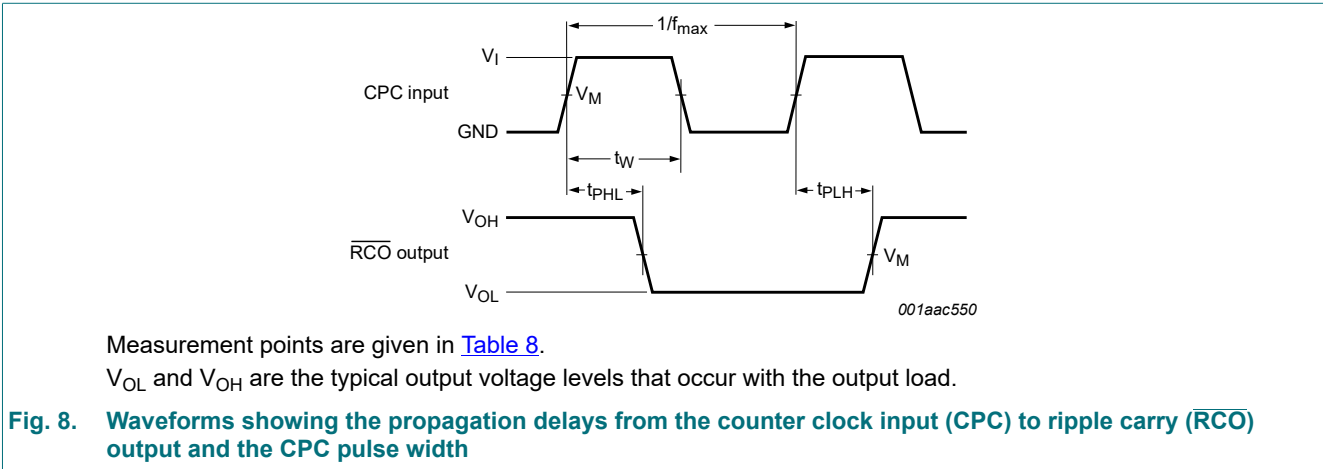 1/fmax
VI
CPC input
VM
GND
tW
tPHL
tPLH
VOH
RCO output
VM
VOL
001aac550
Measurement points are given in Table 8.
VOL and VOH are the typical output voltage levels that occur with the output load.
Fig. 8. Waveforms showing the propagation delays from the counter clock input (CPC) to ripple carry (RCO)
output and the CPC pulse width